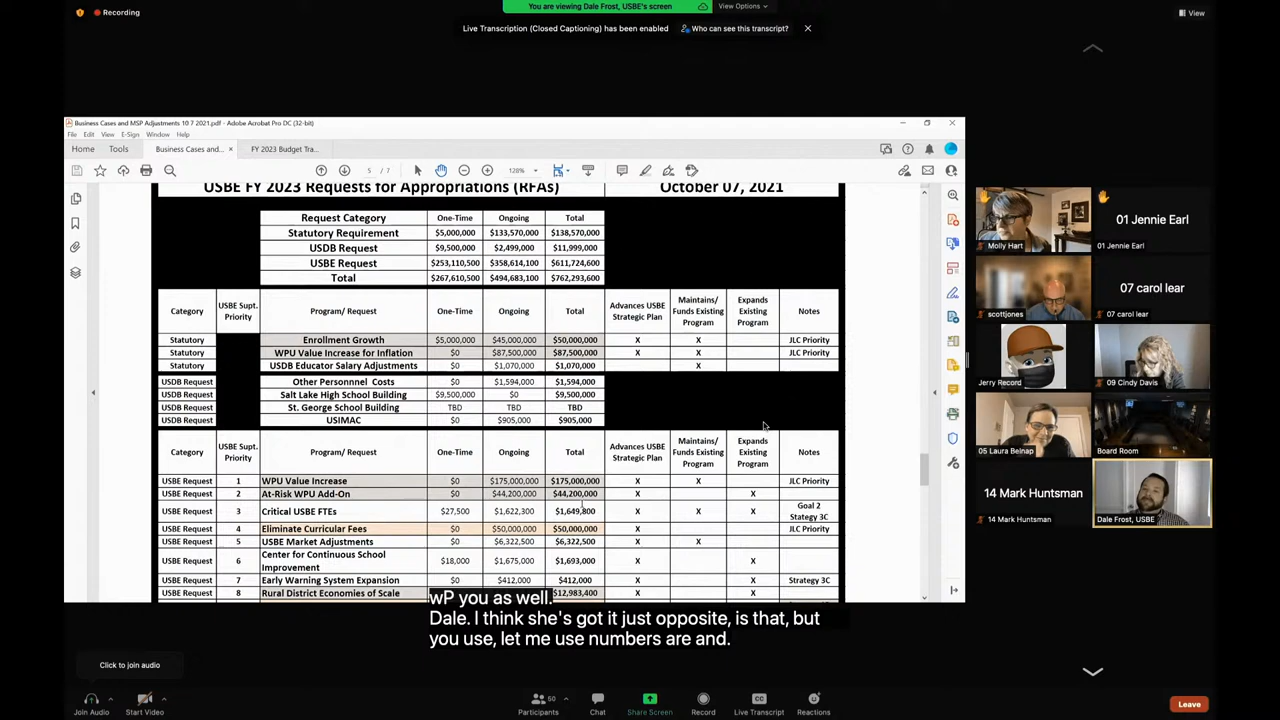 Recording
You are viewing Dale Frost, USBE's screen
View Options
View
Live Transcription (Closed Captioning) has been enabled
Who can see this transcript?
Business Cases and MSP Adjustments 10 7 2021.pdf - Adobe Acrobat Pro DC (32-bit)
File Edit View E-Sign Window Help
Home Tools Business Cases and... × FY 2023 Budget Tra...
5 / 7 128%
USBE FY 2023 Requests for Appropriations (RFAs) October 07, 2021
Request Category One-Time Ongoing Total
Statutory Requirement $5,000,000 $133,570,000 $138,570,000
USDB Request $9,500,000 $2,499,000 $11,999,000
USBE Request $253,110,500 $358,614,100 $611,724,600
Total $267,610,500 $494,683,100 $762,293,600
Category USBE Supt. Priority Program/ Request One-Time Ongoing Total Advances USBE Strategic Plan Maintains/ Funds Existing Program Expands Existing Program Notes
Statutory Enrollment Growth $5,000,000 $45,000,000 $50,000,000 X X JLC Priority
Statutory WPU Value Increase for Inflation $0 $87,500,000 $87,500,000 X X JLC Priority
Statutory USDB Educator Salary Adjustments $0 $1,070,000 $1,070,000 X
USDB Request Other Personnnel Costs $0 $1,594,000 $1,594,000
USDB Request Salt Lake High School Building $9,500,000 $0 $9,500,000
USDB Request St. George School Building TBD TBD TBD
USDB Request USIMAC $0 $905,000 $905,000
Category USBE Supt. Priority Program/ Request One-Time Ongoing Total Advances USBE Strategic Plan Maintains/ Funds Existing Program Expands Existing Program Notes
USBE Request 1 WPU Value Increase $0 $175,000,000 $175,000,000 X X JLC Priority
USBE Request 2 At-Risk WPU Add-On $0 $44,200,000 $44,200,000 X X
USBE Request 3 Critical USBE FTEs $27,500 $1,622,300 $1,649,800 X X X Goal 2 Stategy 3C
USBE Request 4 Eliminate Curricular Fees $0 $50,000,000 $50,000,000 X JLC Priority
USBE Request 5 USBE Market Adjustments $0 $6,322,500 $6,322,500 X X
USBE Request 6 Center for Continuous School Improvement $18,000 $1,675,000 $1,693,000 X X
USBE Request 7 Early Warning System Expansion $0 $412,000 $412,000 X X Strategy 3C
USBE Request 8 Rural District Economies of Scale $12,983,400 X X
wP you as well.
Dale. I think she's got it just opposite, is that, but
you use, let me use numbers are and.
Molly Hart
01 Jennie Earl
01 Jennie Earl
scottjones
07 carol lear
07 carol lear
Jerry Record
09 Cindy Davis
05 Laura Belnap
Board Room
14 Mark Huntsman
14 Mark Huntsman
Dale Frost, USBE
Click to join audio
Join Audio
Start Video
50
Participants
Chat
Share Screen
Record
CC
Live Transcript
Reactions
Leave